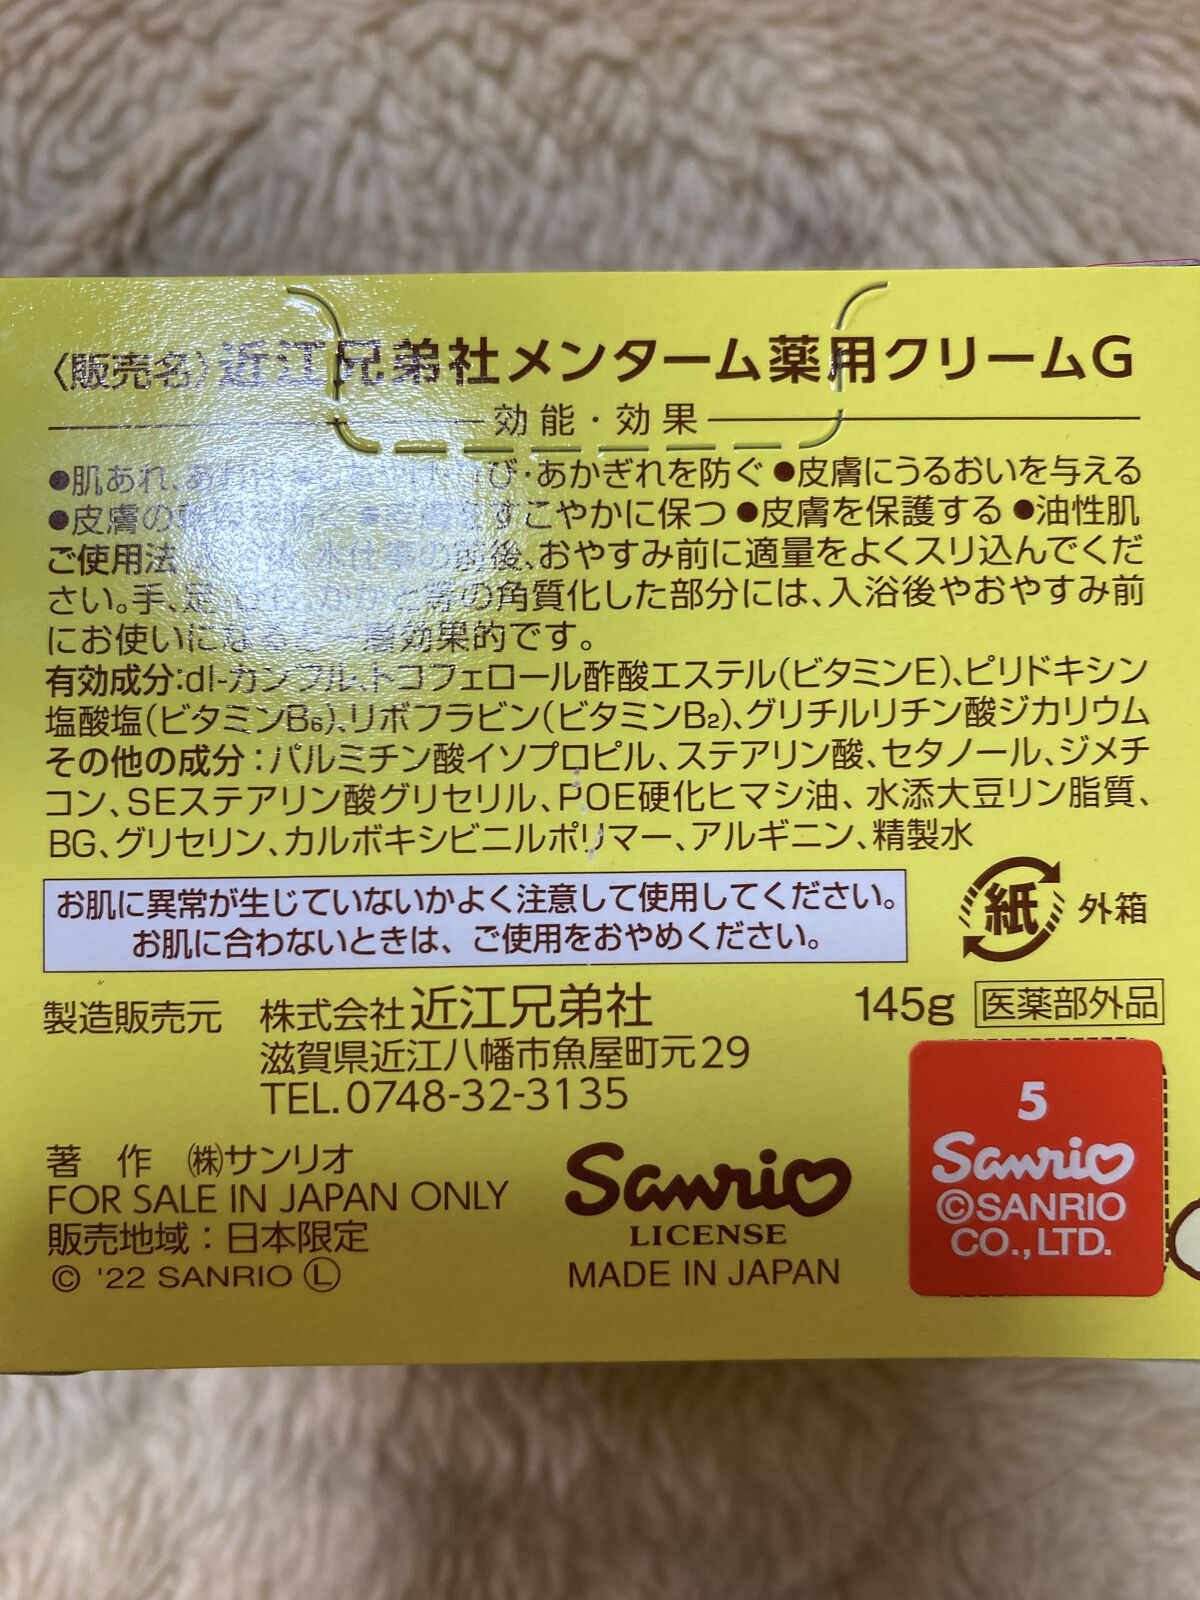 〈販売名〉近江兄弟社メンターム薬用クリームG
効能・効果
●肌あれ、あ び・あかぎれを防ぐ ●皮膚にうるおいを与える
●皮膚の すこやかに保つ ●皮膚を保護する ●油性肌
ご使用法 水仕事の前後、おやすみ前に適量をよくスリ込んでくだ
さい。手、足、 等の角質化した部分には、入浴後やおやすみ前
にお使いになると一層効果的です。
有効成分:dl-カンフル、トコフェロール酢酸エステル(ビタミンE)、ピリドキシン
塩酸塩(ビタミンB₆)、リボフラビン(ビタミンB₂)、グリチルリチン酸ジカリウム
その他の成分:パルミチン酸イソプロピル、ステアリン酸、セタノール、ジメチ
コン、SEステアリン酸グリセリル、POE硬化ヒマシ油、水添大豆リン脂質、
BG、グリセリン、カルボキシビニルポリマー、アルギニン、精製水
お肌に異常が生じていないかよく注意して使用してください。
お肌に合わないときは、ご使用をおやめください。
紙 外箱
製造販売元 株式会社 近江兄弟社
滋賀県近江八幡市魚屋町元29
TEL.0748-32-3135
145g 医薬部外品
著 作 ㈱サンリオ
FOR SALE IN JAPAN ONLY
販売地域:日本限定
© '22 SANRIO Ⓛ
Sanrio
LICENSE
MADE IN JAPAN
5
Sanrio
©SANRIO
CO.,LTD.